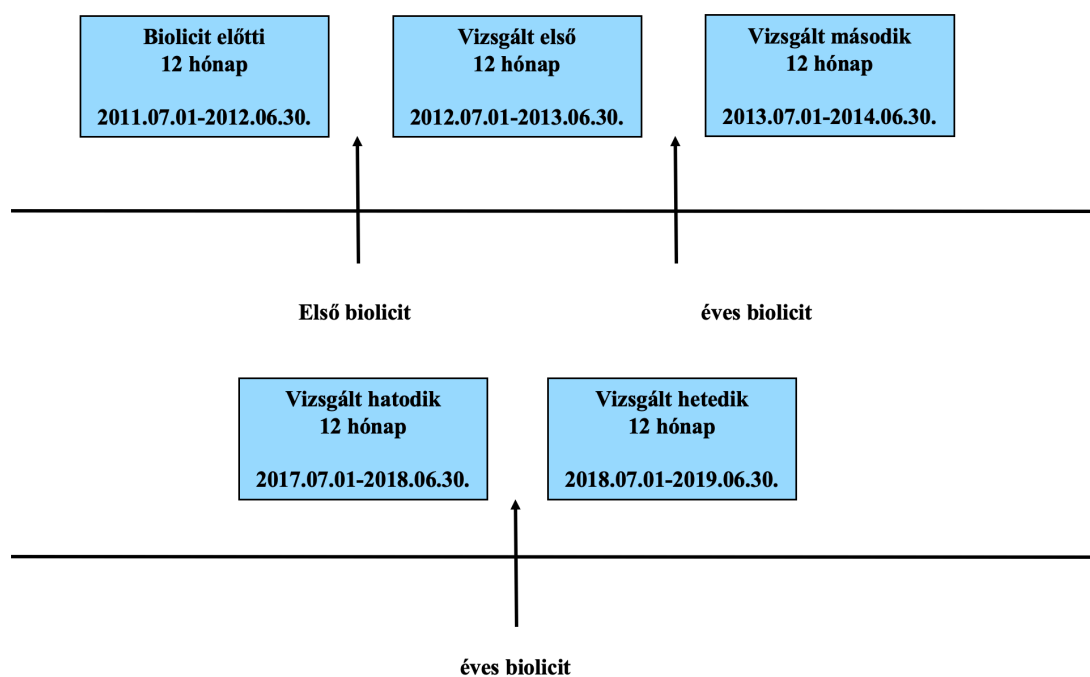 Biolicit előtti
12 hónap
2011.07.01-2012.06.30.
Vizsgált első
12 hónap
2012.07.01-2013.06.30.
Vizsgált második
12 hónap
2013.07.01-2014.06.30.
Első biolicit
éves biolicit
Vizsgált hatodik
12 hónap
2017.07.01-2018.06.30.
Vizsgált hetedik
12 hónap
2018.07.01-2019.06.30.
éves biolicit